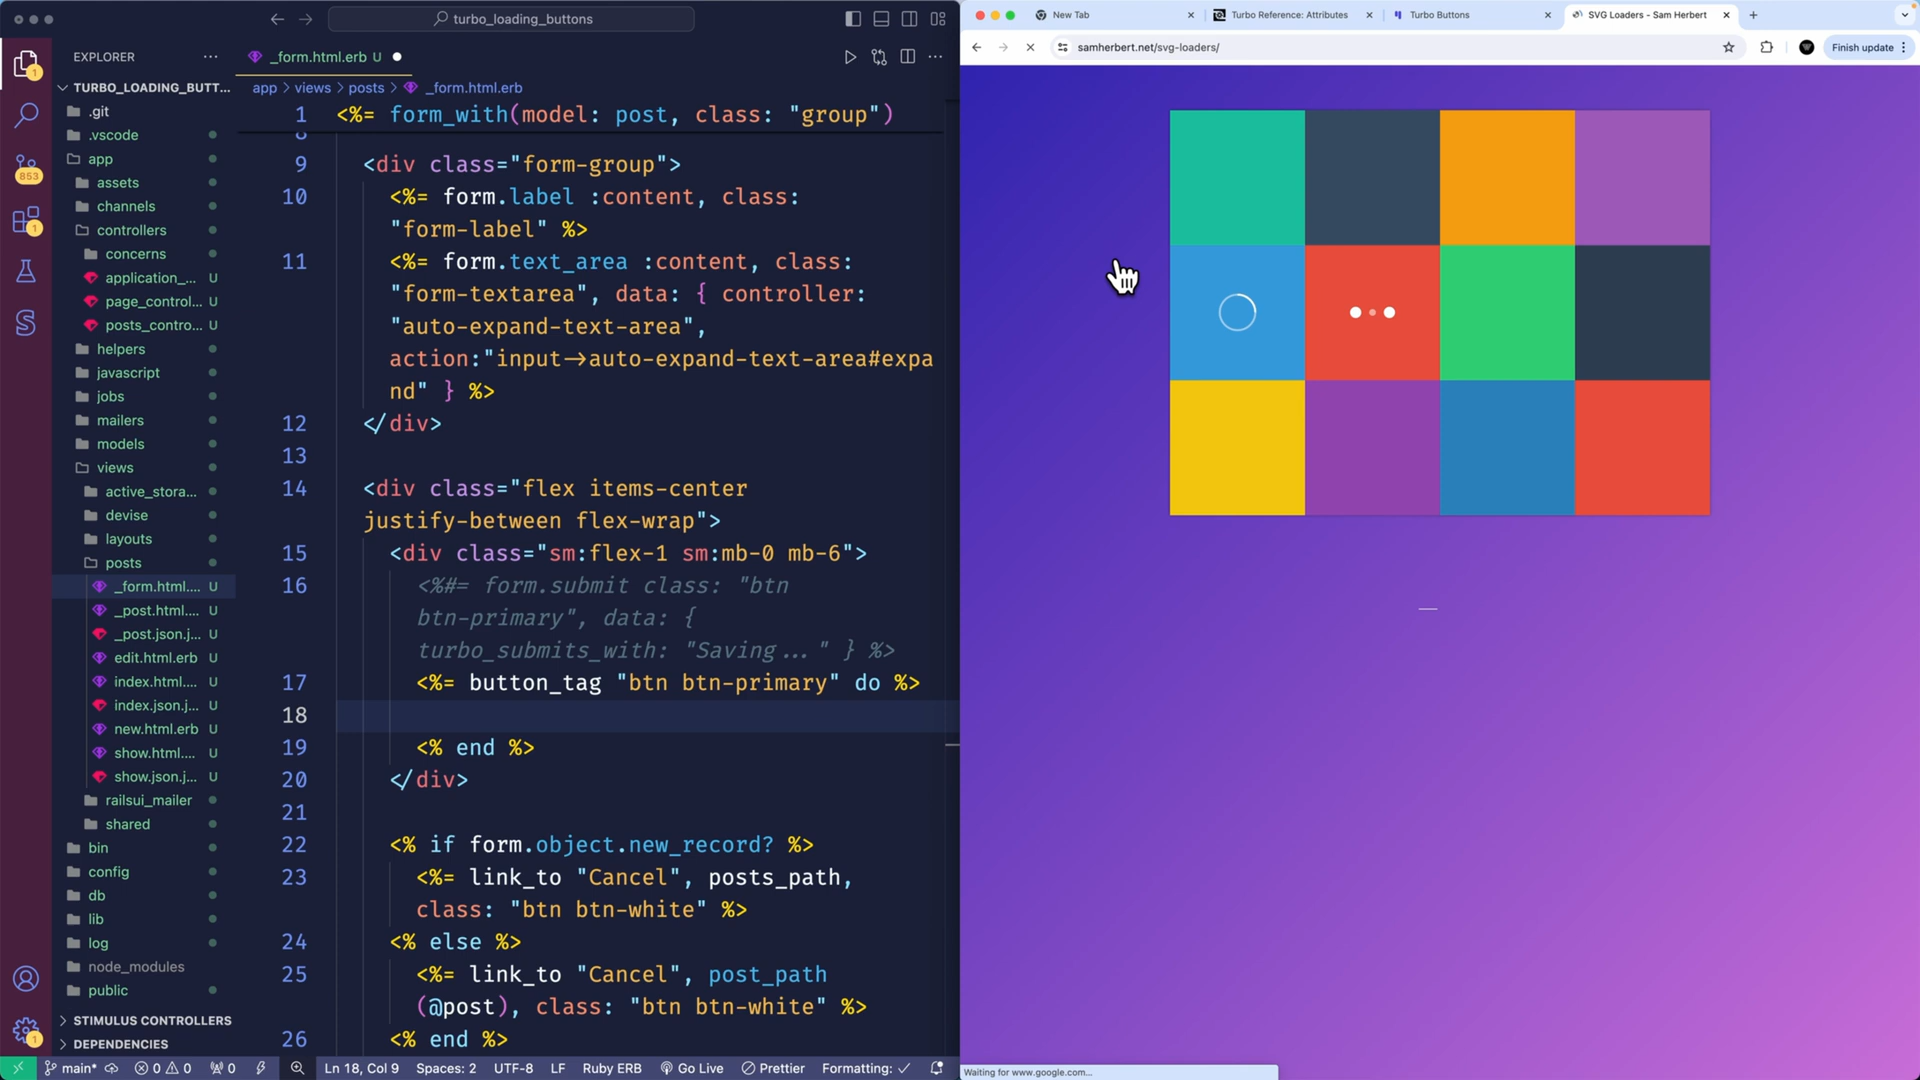 turbo_loading_buttons
EXPLORER
TURBO_LOADING_BUTT...
.git
.vscode
app
assets
channels
controllers
concerns
application_... U
page_control... U
posts_contro... U
helpers
javascript
jobs
mailers
models
views
active_stora...
devise
layouts
posts
_form.html.... U
_post.html.... U
_post.json.j... U
edit.html.erb U
index.html.... U
index.json.j... U
new.html.erb U
show.html.... U
show.json.j... U
railsui_mailer
shared
bin
config
db
lib
log
node_modules
public
STIMULUS CONTROLLERS
DEPENDENCIES
1
853
1
1
_form.html.erb U
app > views > posts > _form.html.erb
1 <%= form_with(model: post, class: "group")
8
9 <div class="form-group">
10 <%= form.label :content, class:
"form-label" %>
11 <%= form.text_area :content, class:
"form-textarea", data: { controller:
"auto-expand-text-area",
action:"input->auto-expand-text-area#expa
nd" } %>
12 </div>
13
14 <div class="flex items-center
justify-between flex-wrap">
15 <div class="sm:flex-1 sm:mb-0 mb-6">
16 <%#= form.submit class: "btn
btn-primary", data: {
turbo_submits_with: "Saving..." } %>
17 <%= button_tag "btn btn-primary" do %>
18
19 <% end %>
20 </div>
21
22 <% if form.object.new_record? %>
23 <%= link_to "Cancel", posts_path,
class: "btn btn-white" %>
24 <% else %>
25 <%= link_to "Cancel", post_path
(@post), class: "btn btn-white" %>
26 <% end %>
main* 0 0 0 Ln 18, Col 9 Spaces: 2 UTF-8 LF Ruby ERB Go Live Prettier Formatting:
New Tab
Turbo Reference: Attributes
Turbo Buttons
SVG Loaders - Sam Herbert
samherbert.net/svg-loaders/
Finish update
Waiting for www.google.com...